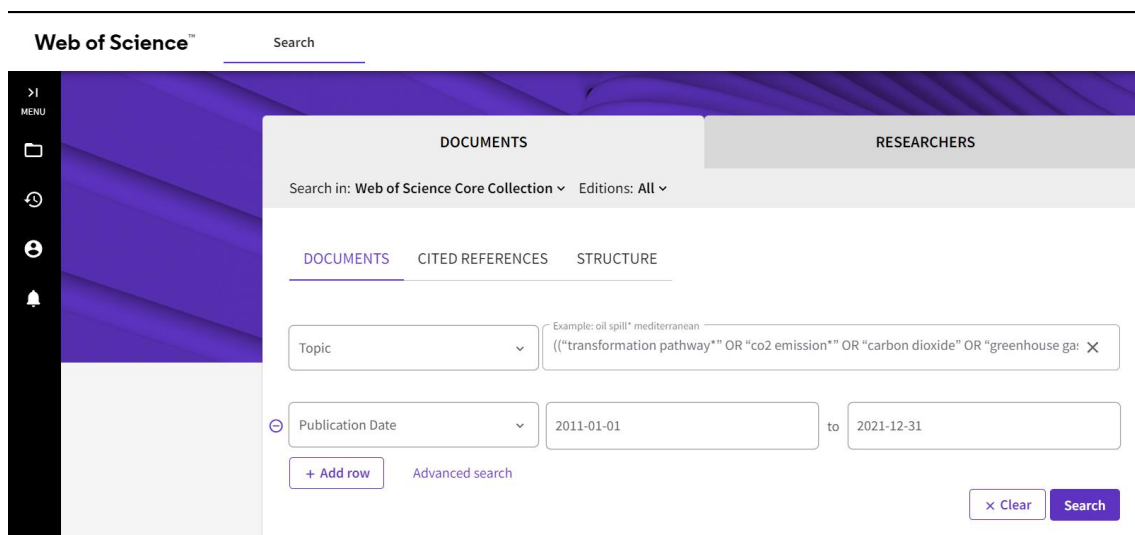 Web of Science™ Search
MENU
DOCUMENTS RESEARCHERS
Search in: Web of Science Core Collection Editions: All
DOCUMENTS CITED REFERENCES STRUCTURE
Example: oil spill* mediterranean
Topic ((“transformation pathway*” OR “co2 emission*” OR “carbon dioxide” OR “greenhouse gas
Publication Date 2011-01-01 to 2021-12-31
+ Add row Advanced search
× Clear Search